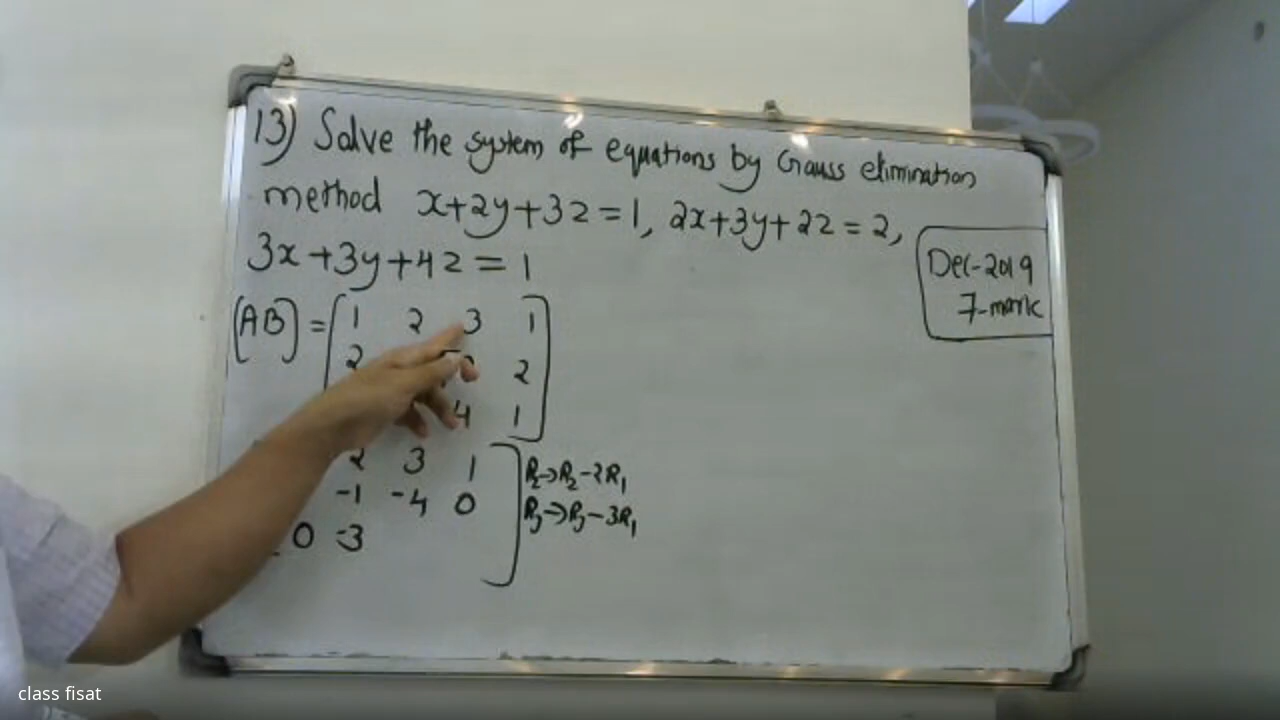 13) Solve the system of equations by Gauss elimination
method x+2y+3z=1, 2x+3y+2z=2,
3x+3y+4z=1
Dec-2019
7-mark
(AB) = [1 2 3 1
2 2
4 1]
2 3 1] R2→R2-2R1
-1 -4 0 R3→R3-3R1
0 -3
class fisat